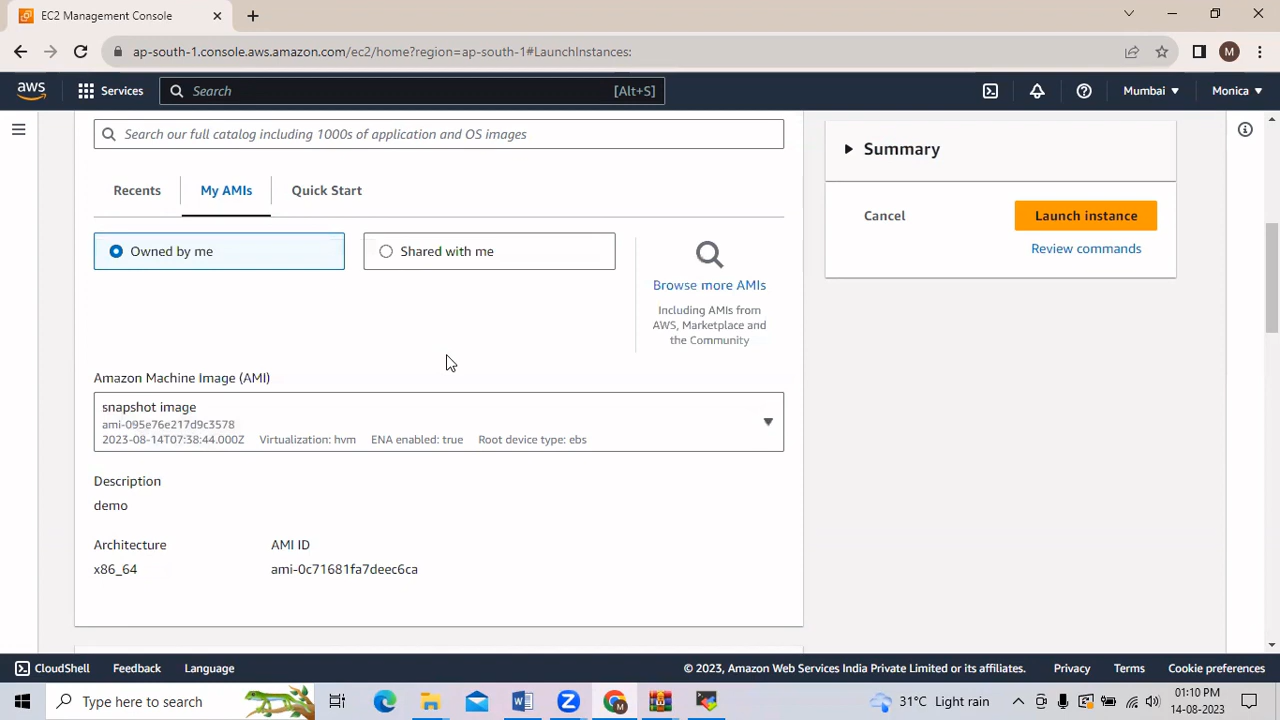 EC2 Management Console
ap-south-1.console.aws.amazon.com/ec2/home?region=ap-south-1#LaunchInstances:
M
aws
Services
Search
[Alt+S]
Mumbai
Monica
Search our full catalog including 1000s of application and OS images
Recents
My AMIs
Quick Start
Summary
Cancel
Launch instance
Review commands
Owned by me
Shared with me
Browse more AMIs
Including AMIs from
AWS, Marketplace and
the Community
Amazon Machine Image (AMI)
snapshot image
ami-095e76e217d9c3578
2023-08-14T07:38:44.000Z Virtualization: hvm ENA enabled: true Root device type: ebs
Description
demo
Architecture
AMI ID
x86_64
ami-0c71681fa7deec6ca
CloudShell
Feedback
Language
© 2023, Amazon Web Services India Private Limited or its affiliates.
Privacy
Terms
Cookie preferences
Type here to search
31°C Light rain
01:10 PM
14-08-2023